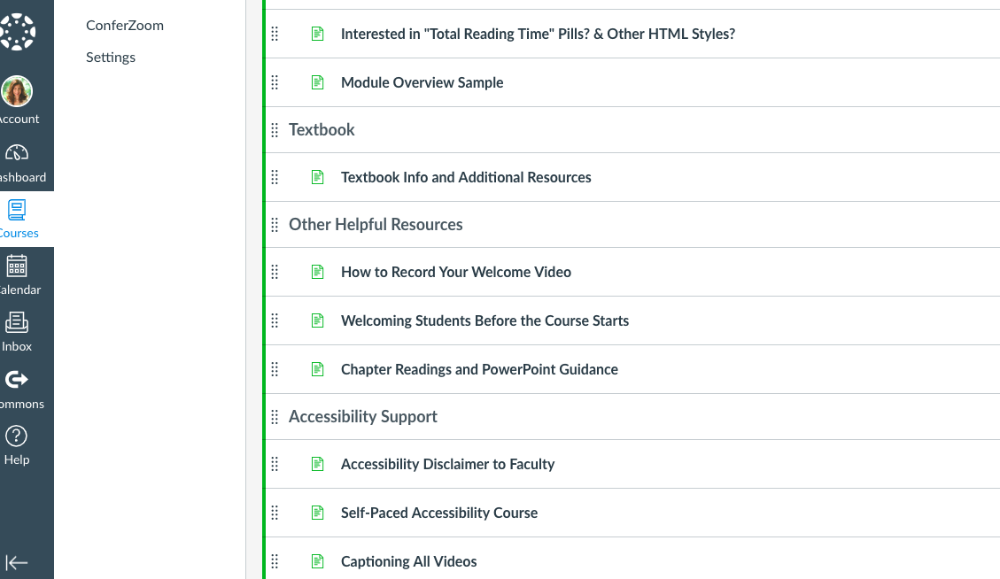 ConferZoom
Settings
Account
ashboard
Courses
Calendar
Inbox
ommons
Help
Interested in "Total Reading Time" Pills? & Other HTML Styles?
Module Overview Sample
Textbook
Textbook Info and Additional Resources
Other Helpful Resources
How to Record Your Welcome Video
Welcoming Students Before the Course Starts
Chapter Readings and PowerPoint Guidance
Accessibility Support
Accessibility Disclaimer to Faculty
Self-Paced Accessibility Course
Captioning All Videos